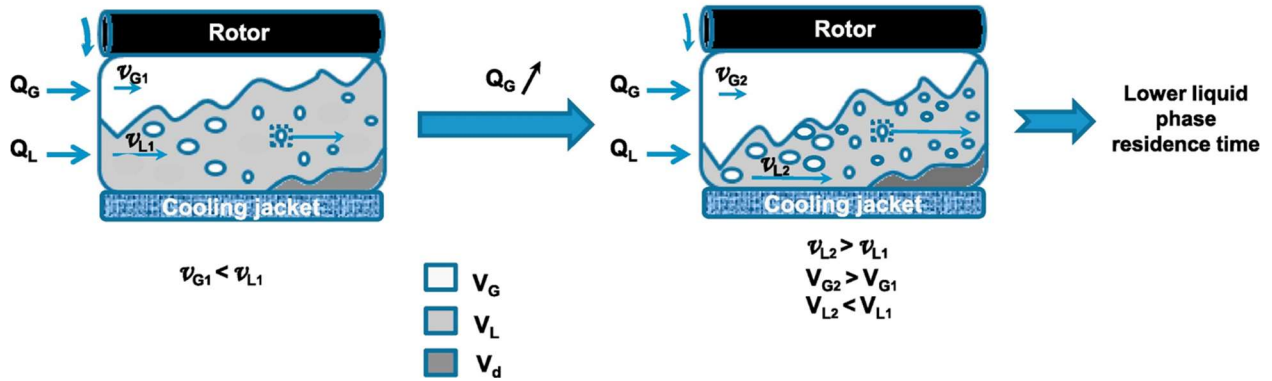 Rotor
Q_G
𝓋_G1
Q_L
𝓋_L1
Cooling jacket
𝓋_G1 < 𝓋_L1
Q_G
V_G
V_L
V_d
Rotor
Q_G
𝓋_G2
Q_L
𝓋_L2
Cooling jacket
𝓋_L2 > 𝓋_L1
V_G2 > V_G1
V_L2 < V_L1
Lower liquid
phase
residence time